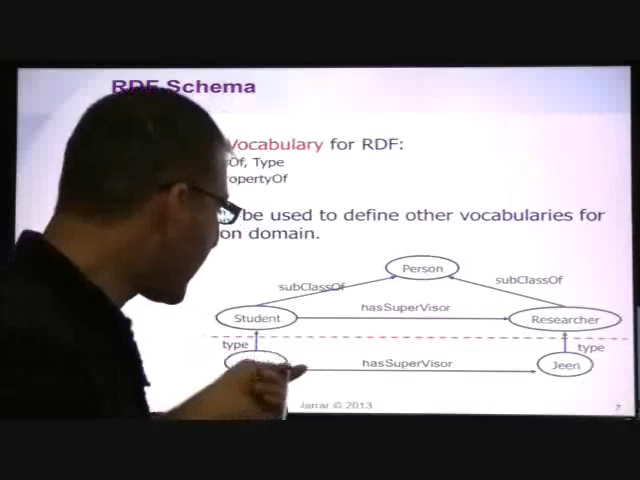 RDF Schema
Vocabulary for RDF:
Of, Type
ropertyOf
be used to define other vocabularies for
on domain.
Person
subClassOf
subClassOf
hasSuperVisor
Student
Researcher
type
type
hasSuperVisor
Jeen
Jarrar © 2013
7